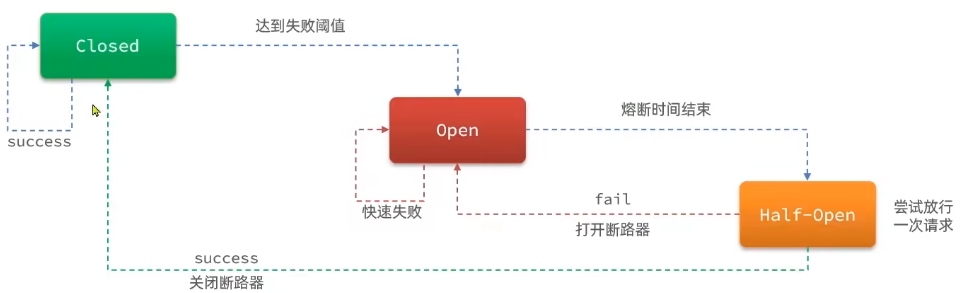 Closed
达到失败阈值
success
Open
熔断时间结束
快速失败
fail
打开断路器
Half-Open
尝试放行
一次请求
success
关闭断路器